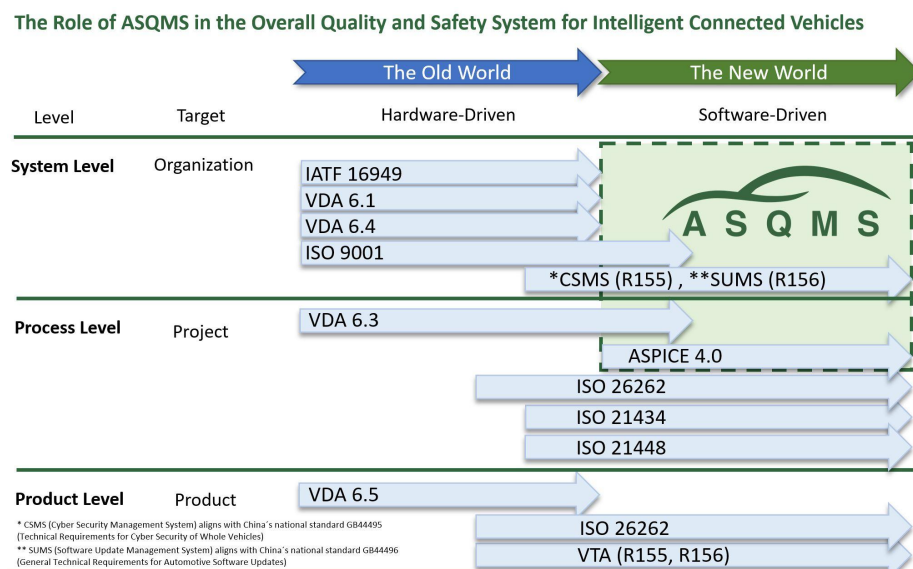 The Role of ASQMS in the Overall Quality and Safety System for Intelligent Connected Vehicles
The Old World
The New World
Level
Target
Hardware-Driven
Software-Driven
System Level
Organization
IATF 16949
VDA 6.1
VDA 6.4
ISO 9001
ASQMS
*CSMS (R155) , **SUMS (R156)
Process Level
Project
VDA 6.3
ASPICE 4.0
ISO 26262
ISO 21434
ISO 21448
Product Level
Product
VDA 6.5
ISO 26262
VTA (R155, R156)
* CSMS (Cyber Security Management System) aligns with China´s national standard GB44495
(Technical Requirements for Cyber Security of Whole Vehicles)
** SUMS (Software Update Management System) aligns with China´s national standard GB44496
(General Technical Requirements for Automotive Software Updates)